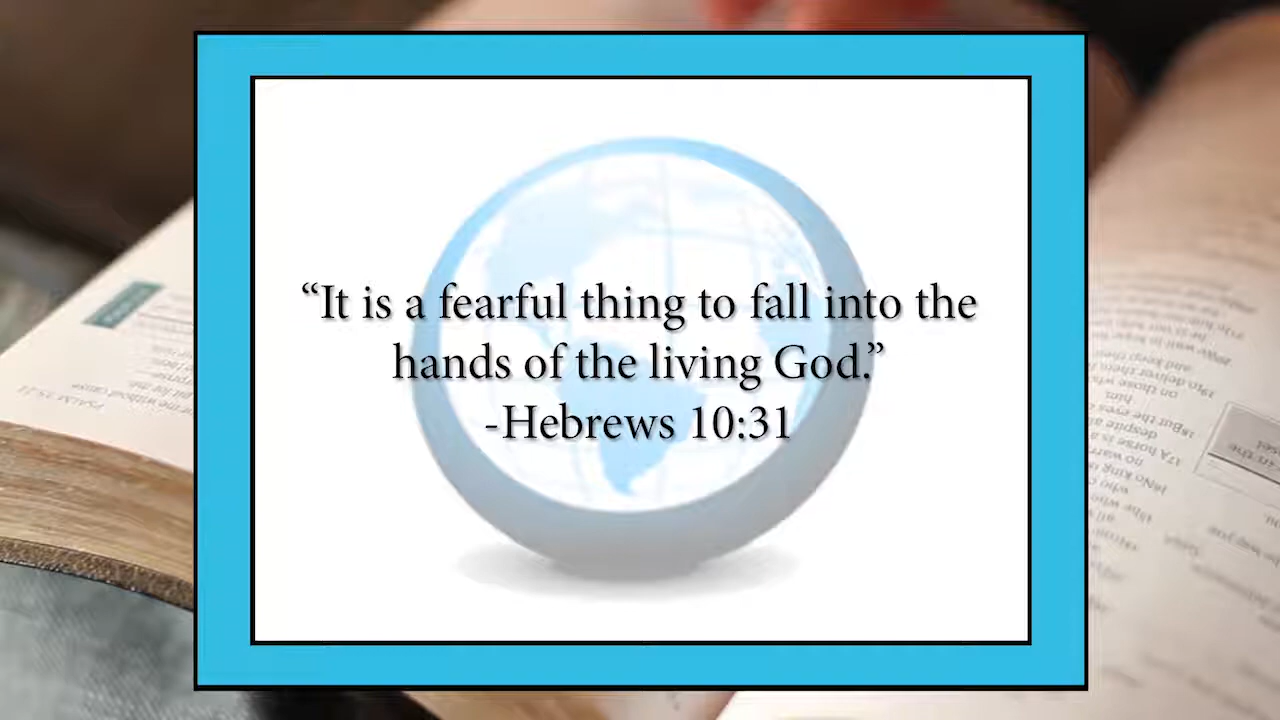 “It is a fearful thing to fall into the
hands of the living God.”
-Hebrews 10:31